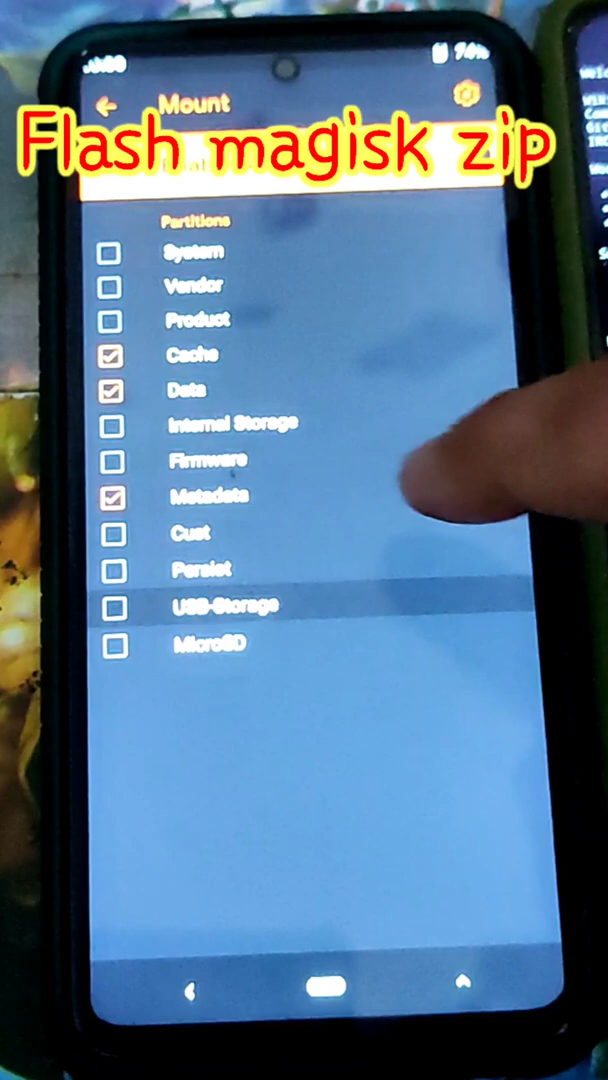 Mount
Flash magisk zip
Partitions
System
Vendor
Product
Cache
Data
Internal Storage
Firmware
Metadata
Cust
Persist
USB-Storage
MicroSD